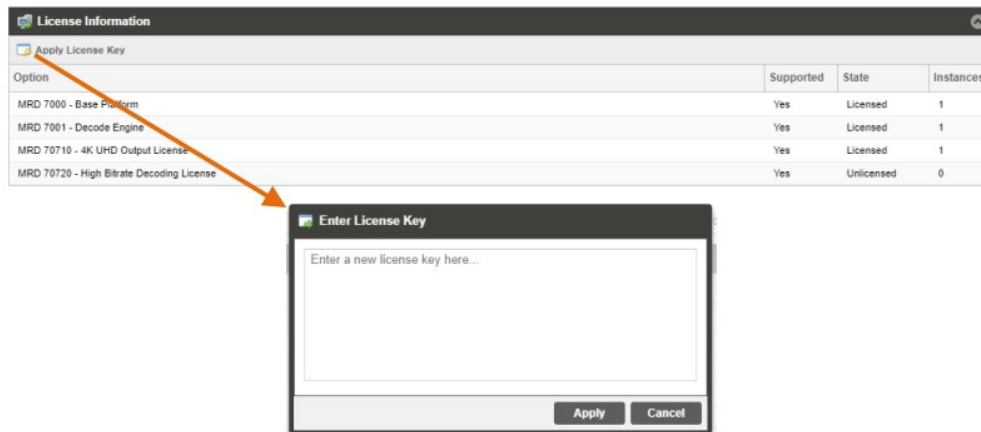 License Information
Apply License Key
Option Supported State Instances
MRD 7000 - Base Platform Yes Licensed 1
MRD 7001 - Decode Engine Yes Licensed 1
MRD 70710 - 4K UHD Output License Yes Licensed 1
MRD 70720 - High Bitrate Decoding License Yes Unlicensed 0
Enter License Key
Enter a new license key here...
Apply Cancel